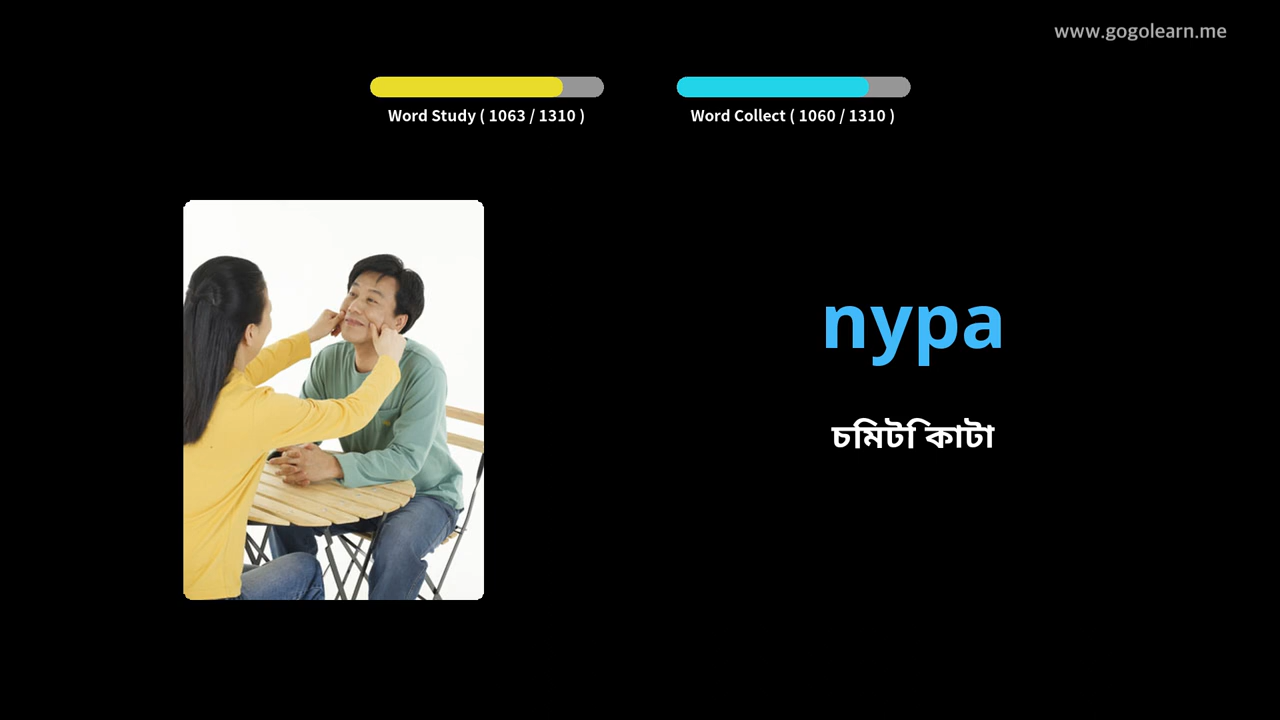 www.gogolearn.me
Word Study ( 1063 / 1310 )
Word Collect ( 1060 / 1310 )
nypa
চিমটি কাটা